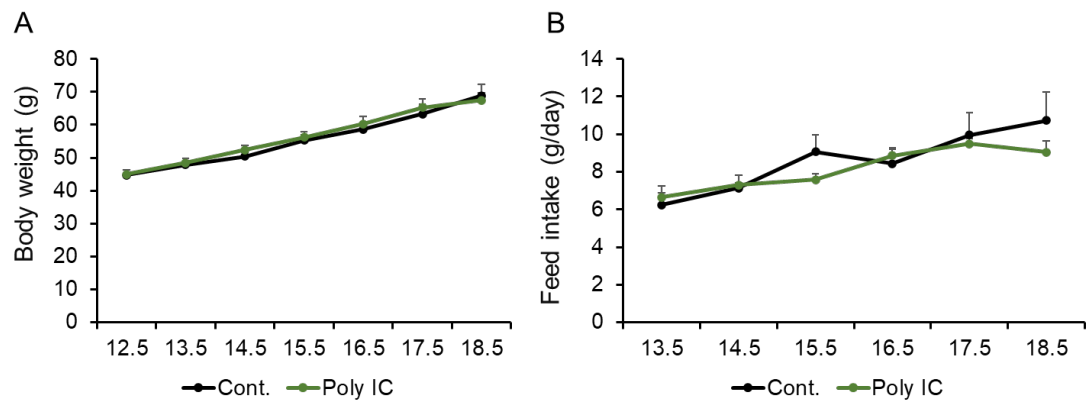 A
Body weight (g)
80
70
60
50
40
30
20
10
0
12.5 13.5 14.5 15.5 16.5 17.5 18.5
Cont. Poly IC
B
Feed intake (g/day)
14
12
10
8
6
4
2
0
13.5 14.5 15.5 16.5 17.5 18.5
Cont. Poly IC